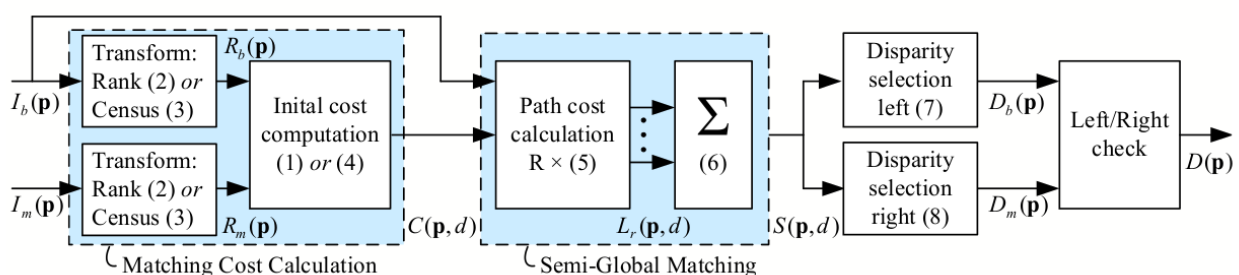 I_b(p)
Transform:
Rank (2) or
Census (3)
R_b(p)
I_m(p)
Transform:
Rank (2) or
Census (3)
R_m(p)
Inital cost
computation
(1) or (4)
C(p, d)
Matching Cost Calculation
Path cost
calculation
R × (5)
L_r(p, d)
Σ
(6)
Semi-Global Matching
S(p, d)
Disparity
selection
left (7)
D_b(p)
Disparity
selection
right (8)
D_m(p)
Left/Right
check
D(p)